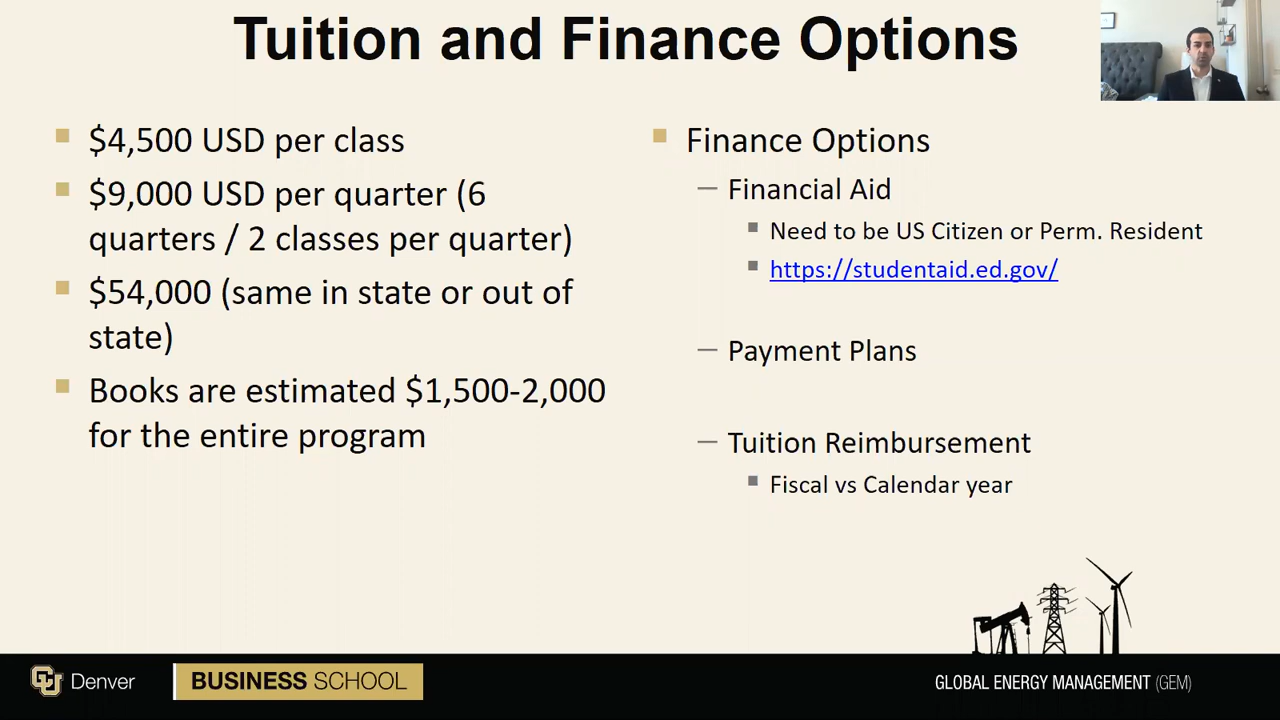 Tuition and Finance Options
$4,500 USD per class
$9,000 USD per quarter (6
quarters / 2 classes per quarter)
$54,000 (same in state or out of
state)
Books are estimated $1,500-2,000
for the entire program
Finance Options
– Financial Aid
Need to be US Citizen or Perm. Resident
https://studentaid.ed.gov/
– Payment Plans
– Tuition Reimbursement
Fiscal vs Calendar year
CU Denver
BUSINESS SCHOOL
GLOBAL ENERGY MANAGEMENT (GEM)